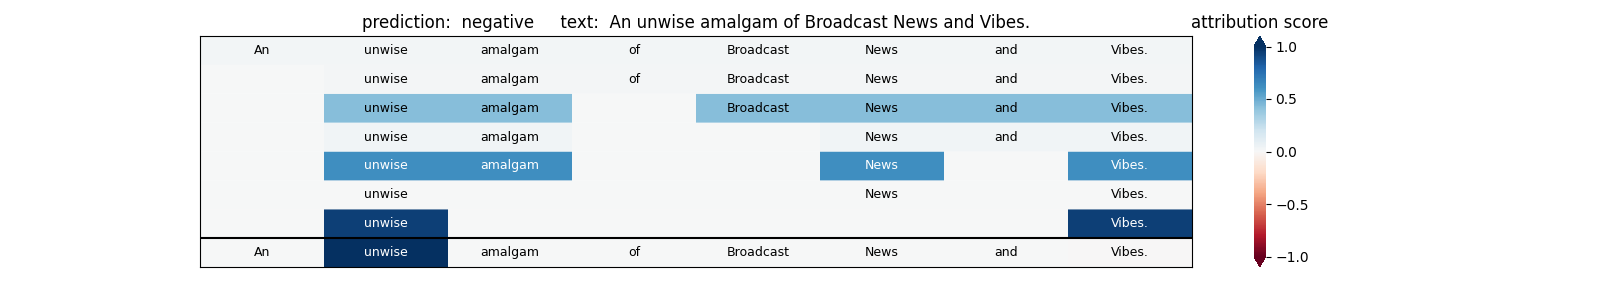 prediction:  negative      text:  An unwise amalgam of Broadcast News and Vibes.
attribution score
An unwise amalgam of Broadcast News and Vibes.
unwise amalgam of Broadcast News and Vibes.
unwise amalgam Broadcast News and Vibes.
unwise amalgam News and Vibes.
unwise amalgam News Vibes.
unwise News Vibes.
unwise Vibes.
An unwise amalgam of Broadcast News and Vibes.
1.0
0.5
0.0
−0.5
−1.0